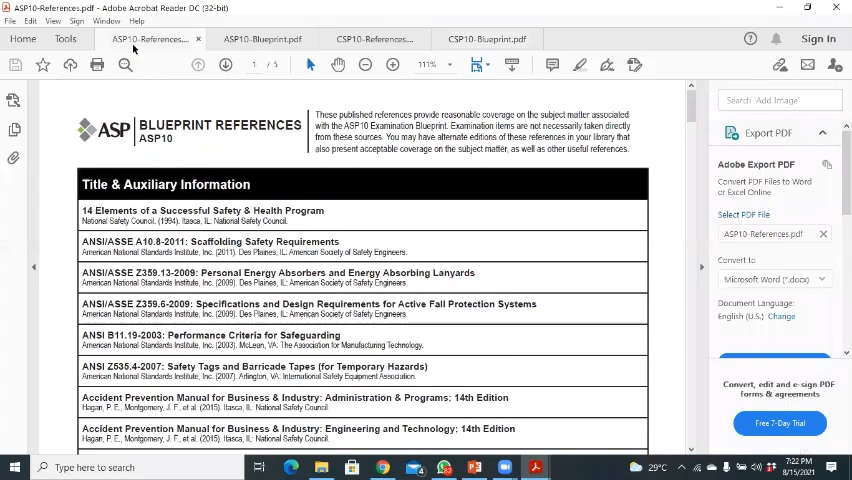 ASP10-References.pdf - Adobe Acrobat Reader DC (32-bit)
File Edit View Sign Window Help
Home Tools ASP10-References.... × ASP10-Blueprint.pdf CSP10-References.... CSP10-Blueprint.pdf Sign In
1 / 5 111%
ASP BLUEPRINT REFERENCES
ASP10
These published references provide reasonable coverage on the subject matter associated
with the ASP10 Examination Blueprint. Examination items are not necessarily taken directly
from these sources. You may have alternate editions of these references in your library that
also present acceptable coverage on the subject matter, as well as other useful references.
Title & Auxiliary Information
14 Elements of a Successful Safety & Health Program
National Safety Council. (1994). Itasca, IL: National Safety Council.
ANSI/ASSE A10.8-2011: Scaffolding Safety Requirements
American National Standards Institute, Inc. (2011). Des Plaines, IL: American Society of Safety Engineers.
ANSI/ASSE Z359.13-2009: Personal Energy Absorbers and Energy Absorbing Lanyards
American National Standards Institute, Inc. (2009). Des Plaines, IL: American Society of Safety Engineers.
ANSI/ASSE Z359.6-2009: Specifications and Design Requirements for Active Fall Protection Systems
American National Standards Institute, Inc. (2009). Des Plaines, IL: American Society of Safety Engineers.
ANSI B11.19-2003: Performance Criteria for Safeguarding
American National Standards Institute, Inc. (2003). McLean, VA: The Association for Manufacturing Technology.
ANSI Z535.4-2007: Safety Tags and Barricade Tapes (for Temporary Hazards)
American National Standards Institute, Inc. (2007). Arlington, VA: International Safety Equipment Association.
Accident Prevention Manual for Business & Industry: Administration & Programs; 14th Edition
Hagan, P. E., Montgomery, J. F., et al. (2015). Itasca, IL: National Safety Council.
Accident Prevention Manual for Business & Industry: Engineering and Technology; 14th Edition
Hagan, P. E., Montgomery, J. F., et al. (2015). Itasca, IL: National Safety Council.
Search 'Add Image'
Export PDF
Adobe Export PDF
Convert PDF Files to Word
or Excel Online
Select PDF File
ASP10-References.pdf
Convert to
Microsoft Word (*.docx)
Document Language:
English (U.S.) Change
Convert, edit and e-sign PDF
forms & agreements
Free 7-Day Trial
Type here to search
4
82
29°C
7:22 PM
8/15/2021